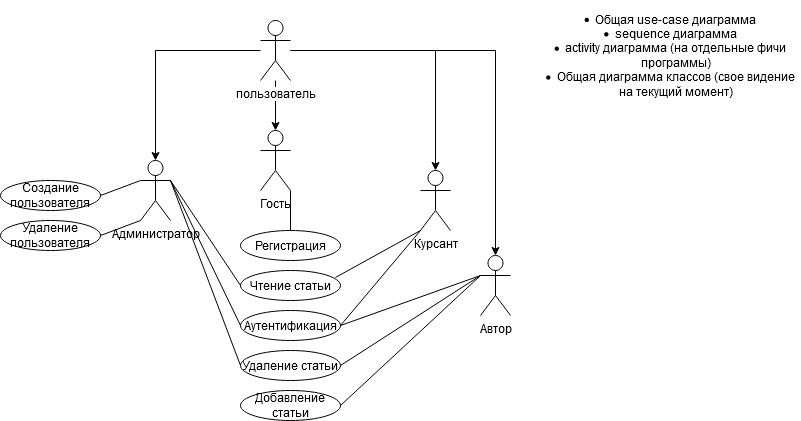 • Общая use-case диаграмма
• sequence диаграмма
• activity диаграмма (на отдельные фичи
программы)
• Общая диаграмма классов (свое видение
на текущий момент)
пользователь
Гость
Администратор
Курсант
Автор
Создание
пользователя
Удаление
пользователя
Регистрация
Чтение статьи
Аутентификация
Удаление статьи
Добавление
статьи